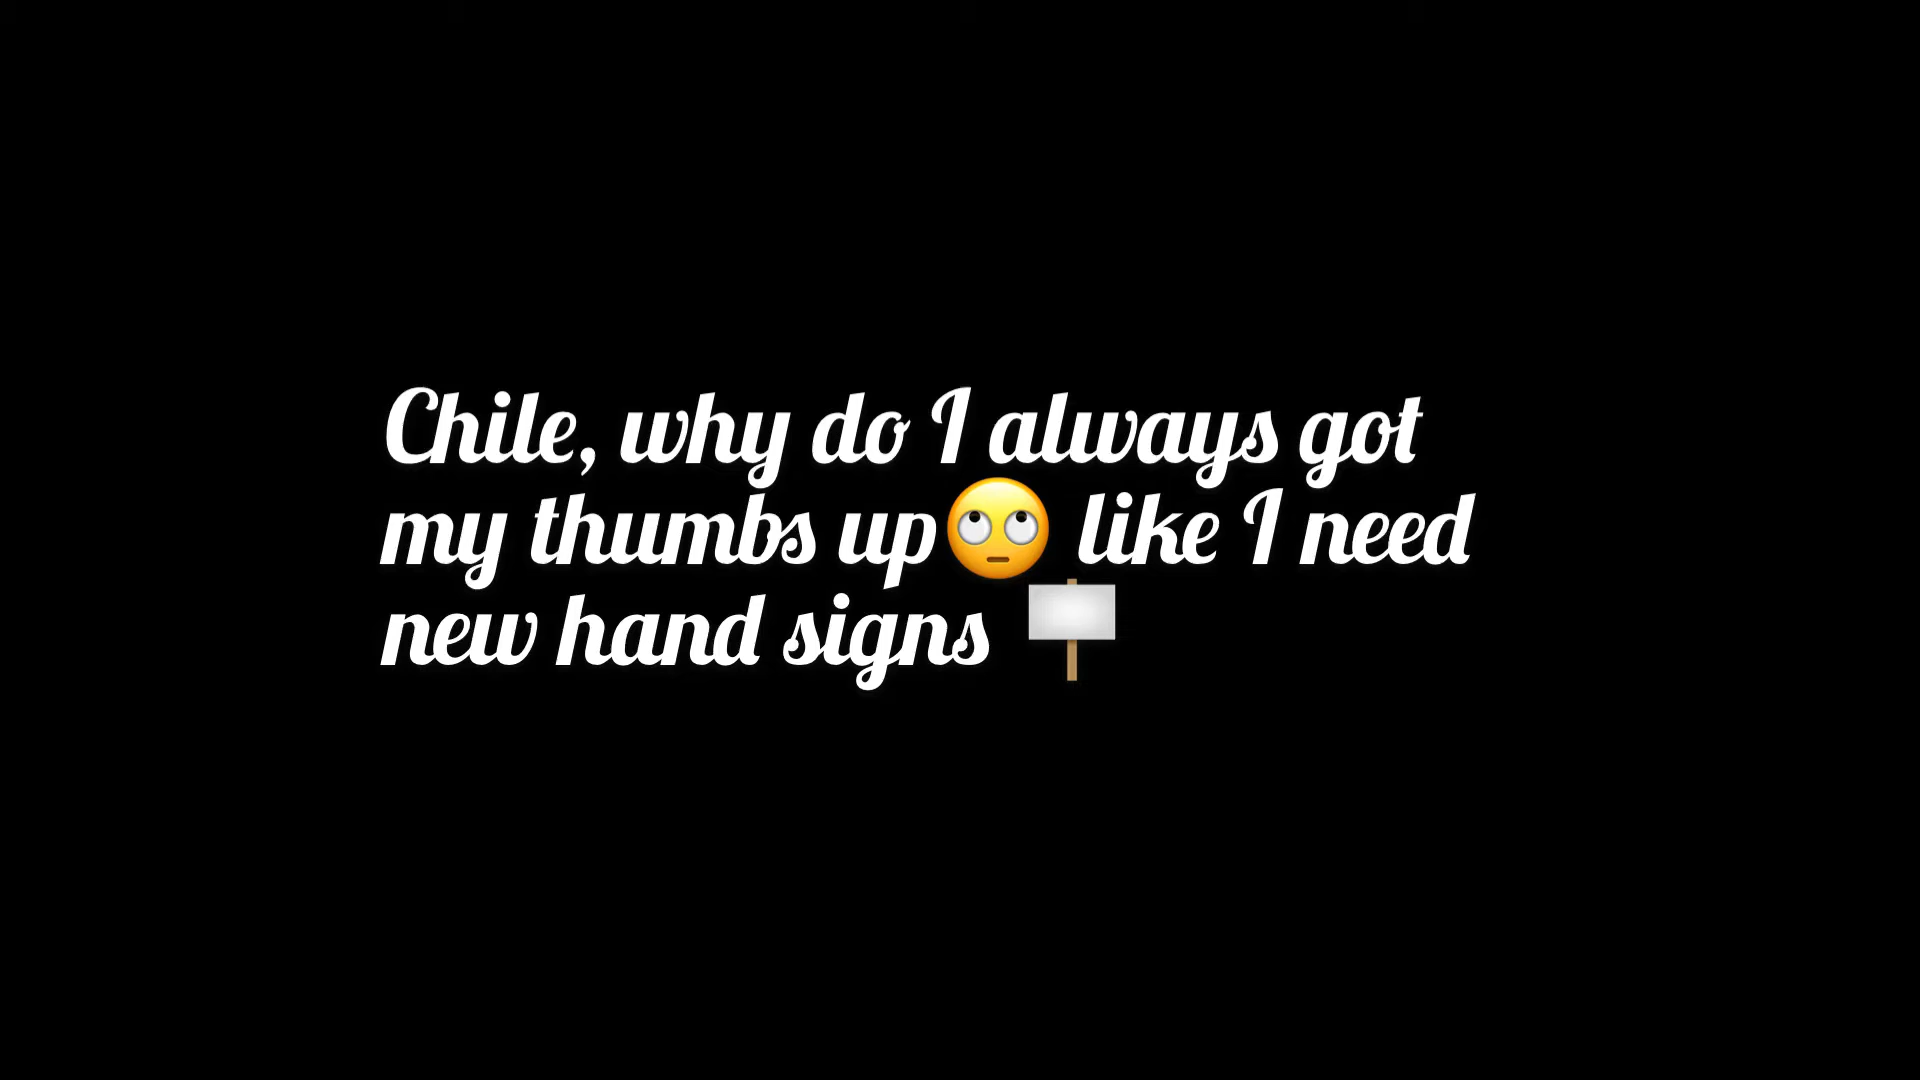 Chile, why do I always got
my thumbs up🙄 like I need
new hand signs 🪧